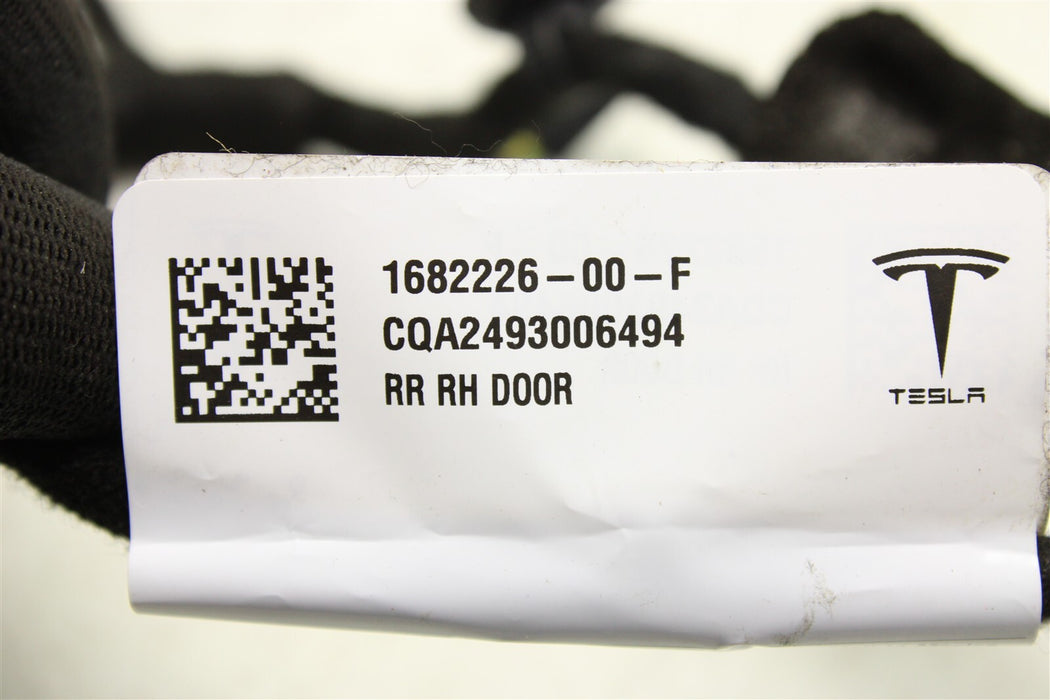 1682226-00-F
CQA2493006494
RR RH DOOR
TESLA